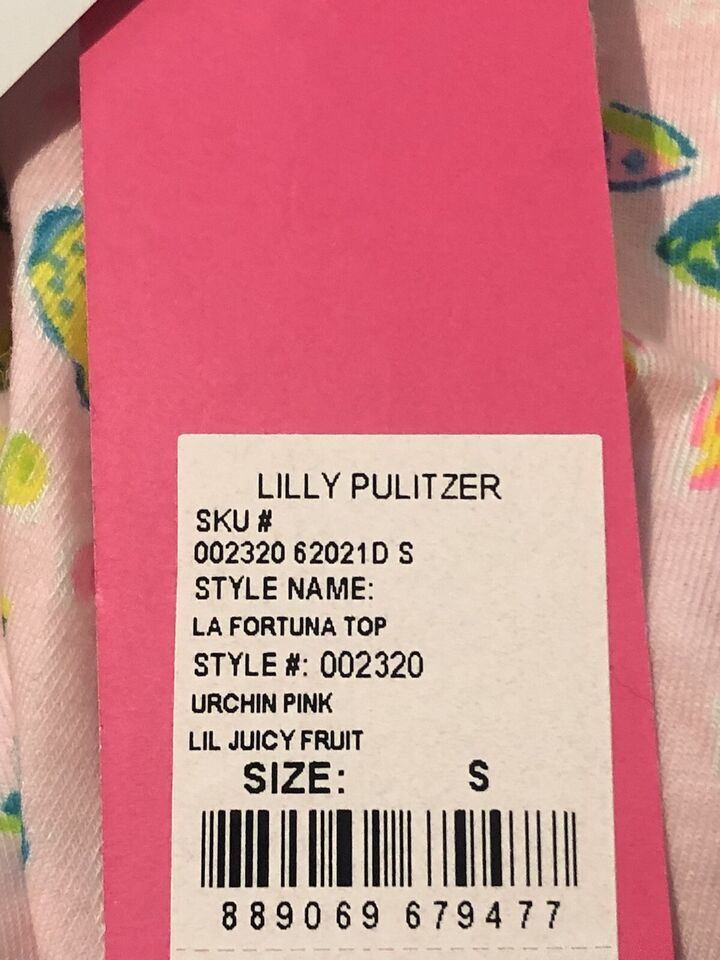 LILLY PULITZER
SKU #
002320 62021D S
STYLE NAME:
LA FORTUNA TOP
STYLE #: 002320
URCHIN PINK
LIL JUICY FRUIT
SIZE: S
889069 679477